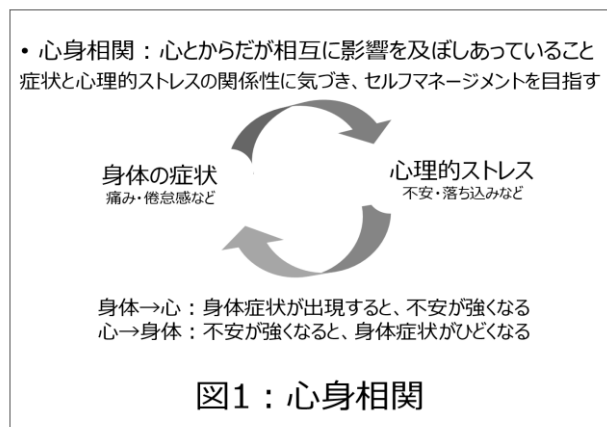 • 心身相関：心とからだが相互に影響を及ぼしあっていること
症状と心理的ストレスの関係性に気づき、セルフマネージメントを目指す
身体の症状
痛み・倦怠感など
心理的ストレス
不安・落ち込みなど
身体→心：身体症状が出現すると、不安が強くなる
心→身体：不安が強くなると、身体症状がひどくなる
図1：心身相関